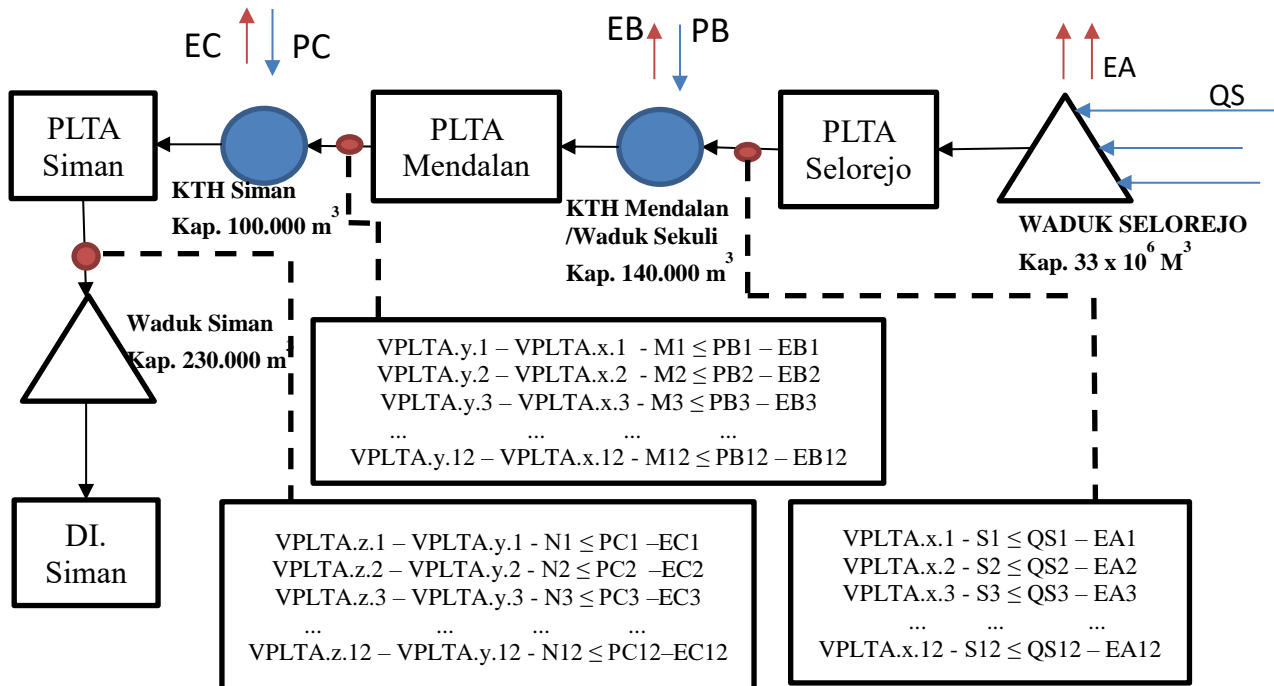 EC PC
EB PB
EA
QS
PLTA
Siman
PLTA
Mendalan
PLTA
Selorejo
KTH Siman
Kap. 100.000 m³
KTH Mendalan
/Waduk Sekuli
Kap. 140.000 m³
WADUK SELOREJO
Kap. 33 x 10⁶ M³
Waduk Siman
Kap. 230.000 m³
VPLTA.y.1 – VPLTA.x.1 - M1 ≤ PB1 – EB1
VPLTA.y.2 – VPLTA.x.2 - M2 ≤ PB2 – EB2
VPLTA.y.3 – VPLTA.x.3 - M3 ≤ PB3 – EB3
... ... ... ...
VPLTA.y.12 – VPLTA.x.12 - M12 ≤ PB12 – EB12
DI.
Siman
VPLTA.z.1 – VPLTA.y.1 - N1 ≤ PC1 –EC1
VPLTA.z.2 – VPLTA.y.2 - N2 ≤ PC2 –EC2
VPLTA.z.3 – VPLTA.y.3 - N3 ≤ PC3 –EC3
... ... ... ...
VPLTA.z.12 – VPLTA.y.12 - N12 ≤ PC12–EC12
VPLTA.x.1 - S1 ≤ QS1 – EA1
VPLTA.x.2 - S2 ≤ QS2 – EA2
VPLTA.x.3 - S3 ≤ QS3 – EA3
... ... ...
VPLTA.x.12 - S12 ≤ QS12 – EA12